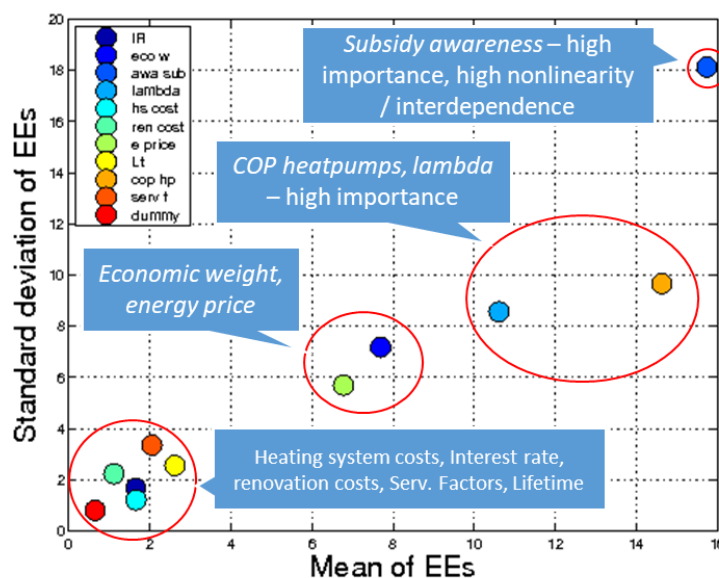 20
18
16
14
12
10
8
6
4
2
0
Standard deviation of EEs
IR
eco w
awa sub
lambda
hs cost
ren cost
e price
Lt
cop hp
serv f
dummy
Subsidy awareness – high
importance, high nonlinearity
/ interdependence
COP heatpumps, lambda
– high importance
Economic weight,
energy price
Heating system costs, Interest rate,
renovation costs, Serv. Factors, Lifetime
0 2 4 6 8 10 12 14 16
Mean of EEs